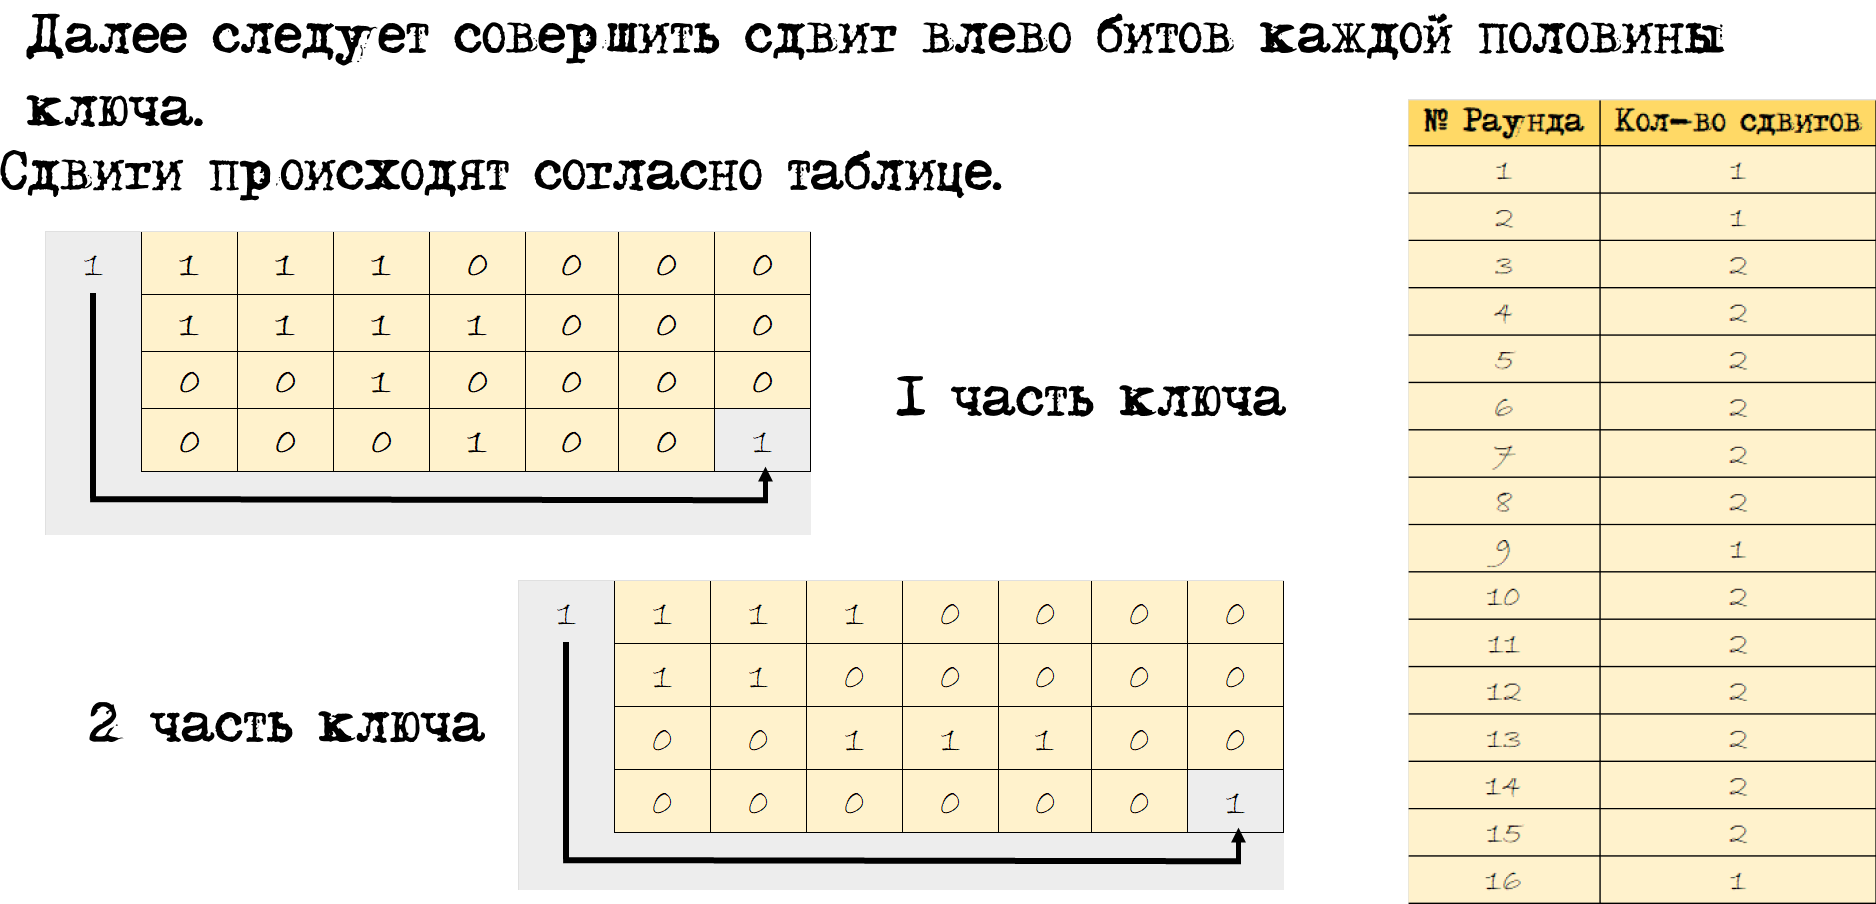 Далее следует совершить сдвиг влево битов каждой половины
ключа.
Сдвиги происходят согласно таблице.
1 1 1 1 0 0 0 0
1 1 1 1 0 0 0
0 0 1 0 0 0 0
0 0 0 1 0 0 1
1 часть ключа
1 1 1 1 0 0 0 0
1 1 0 0 0 0 0
0 0 1 1 1 0 0
0 0 0 0 0 0 1
2 часть ключа
№ Раунда Кол-во сдвигов
1 1
2 1
3 2
4 2
5 2
6 2
7 2
8 2
9 1
10 2
11 2
12 2
13 2
14 2
15 2
16 1